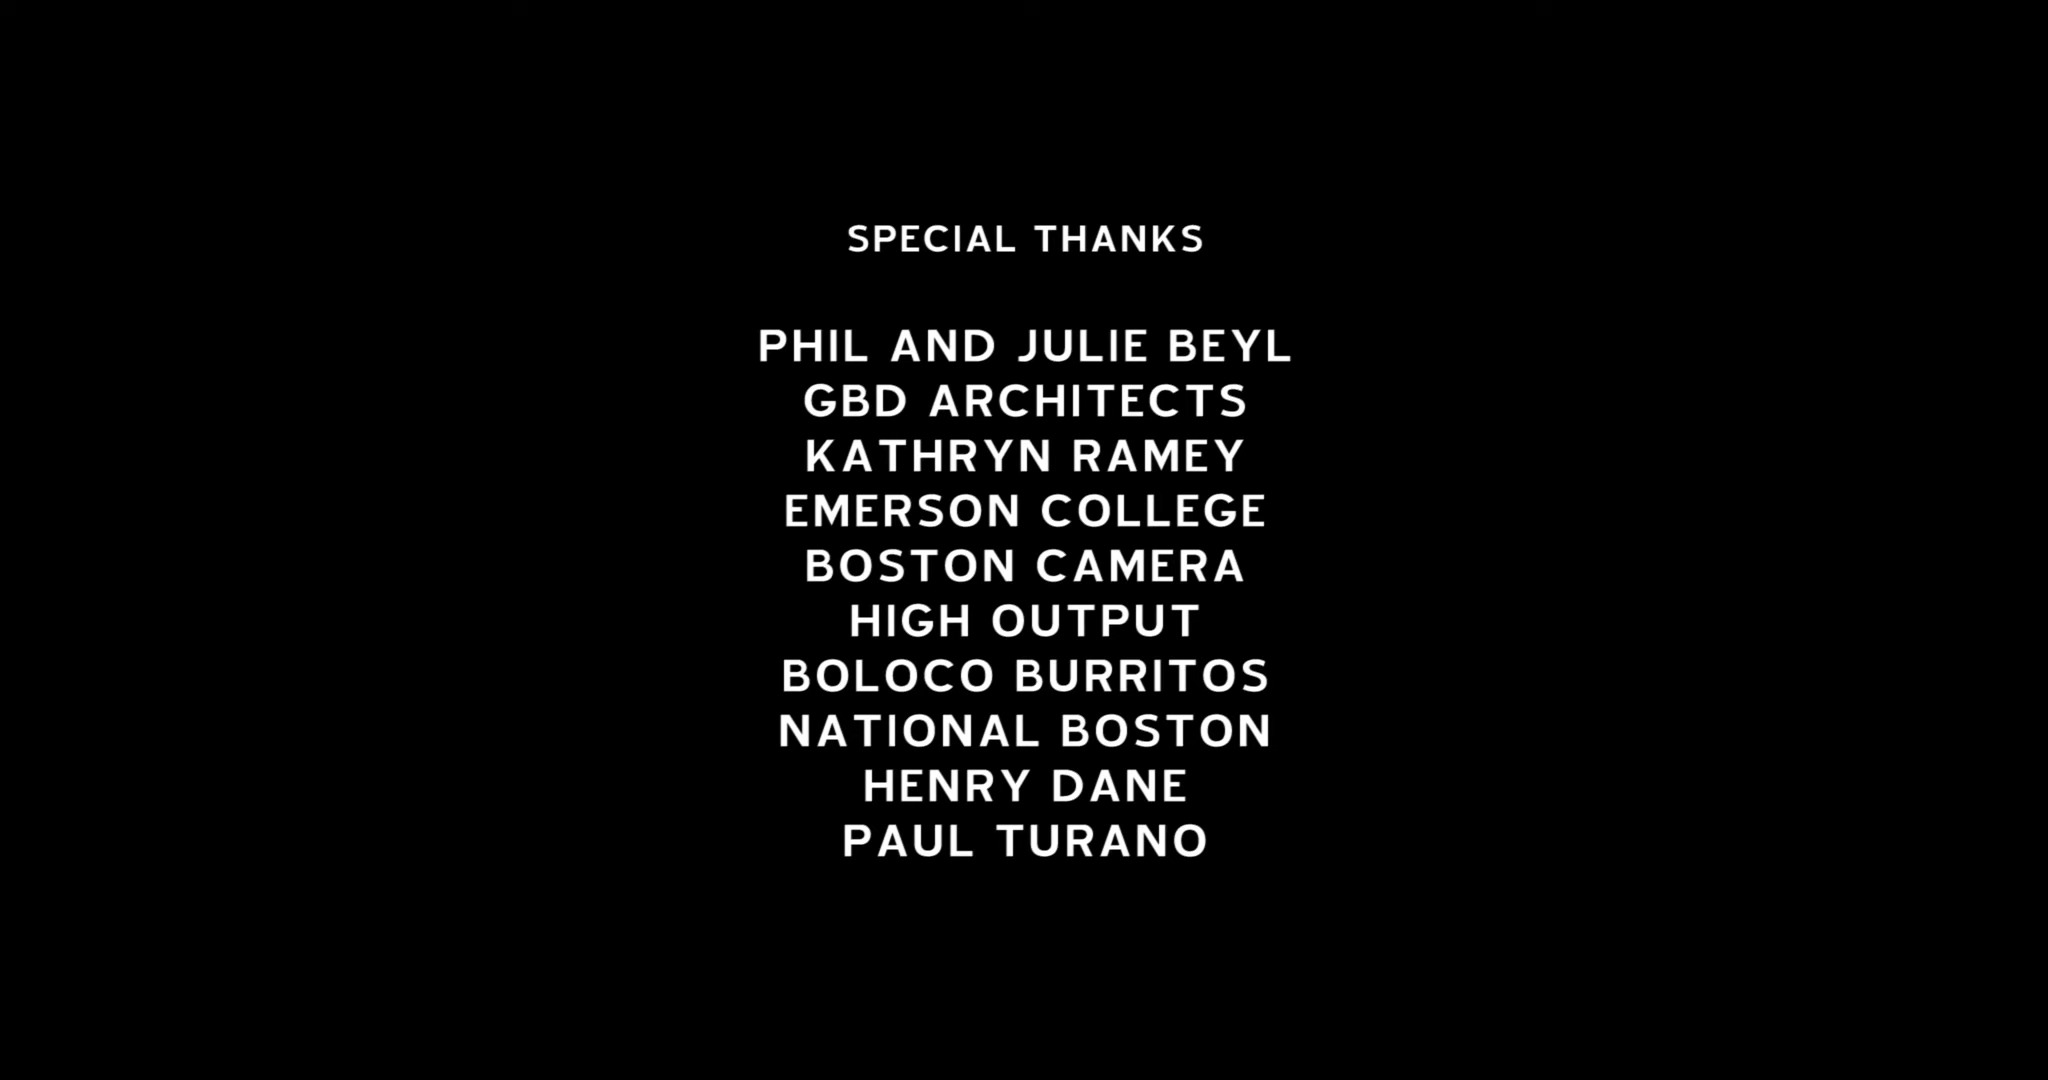 SPECIAL THANKS
PHIL AND JULIE BEYL
GBD ARCHITECTS
KATHRYN RAMEY
EMERSON COLLEGE
BOSTON CAMERA
HIGH OUTPUT
BOLOCO BURRITOS
NATIONAL BOSTON
HENRY DANE
PAUL TURANO